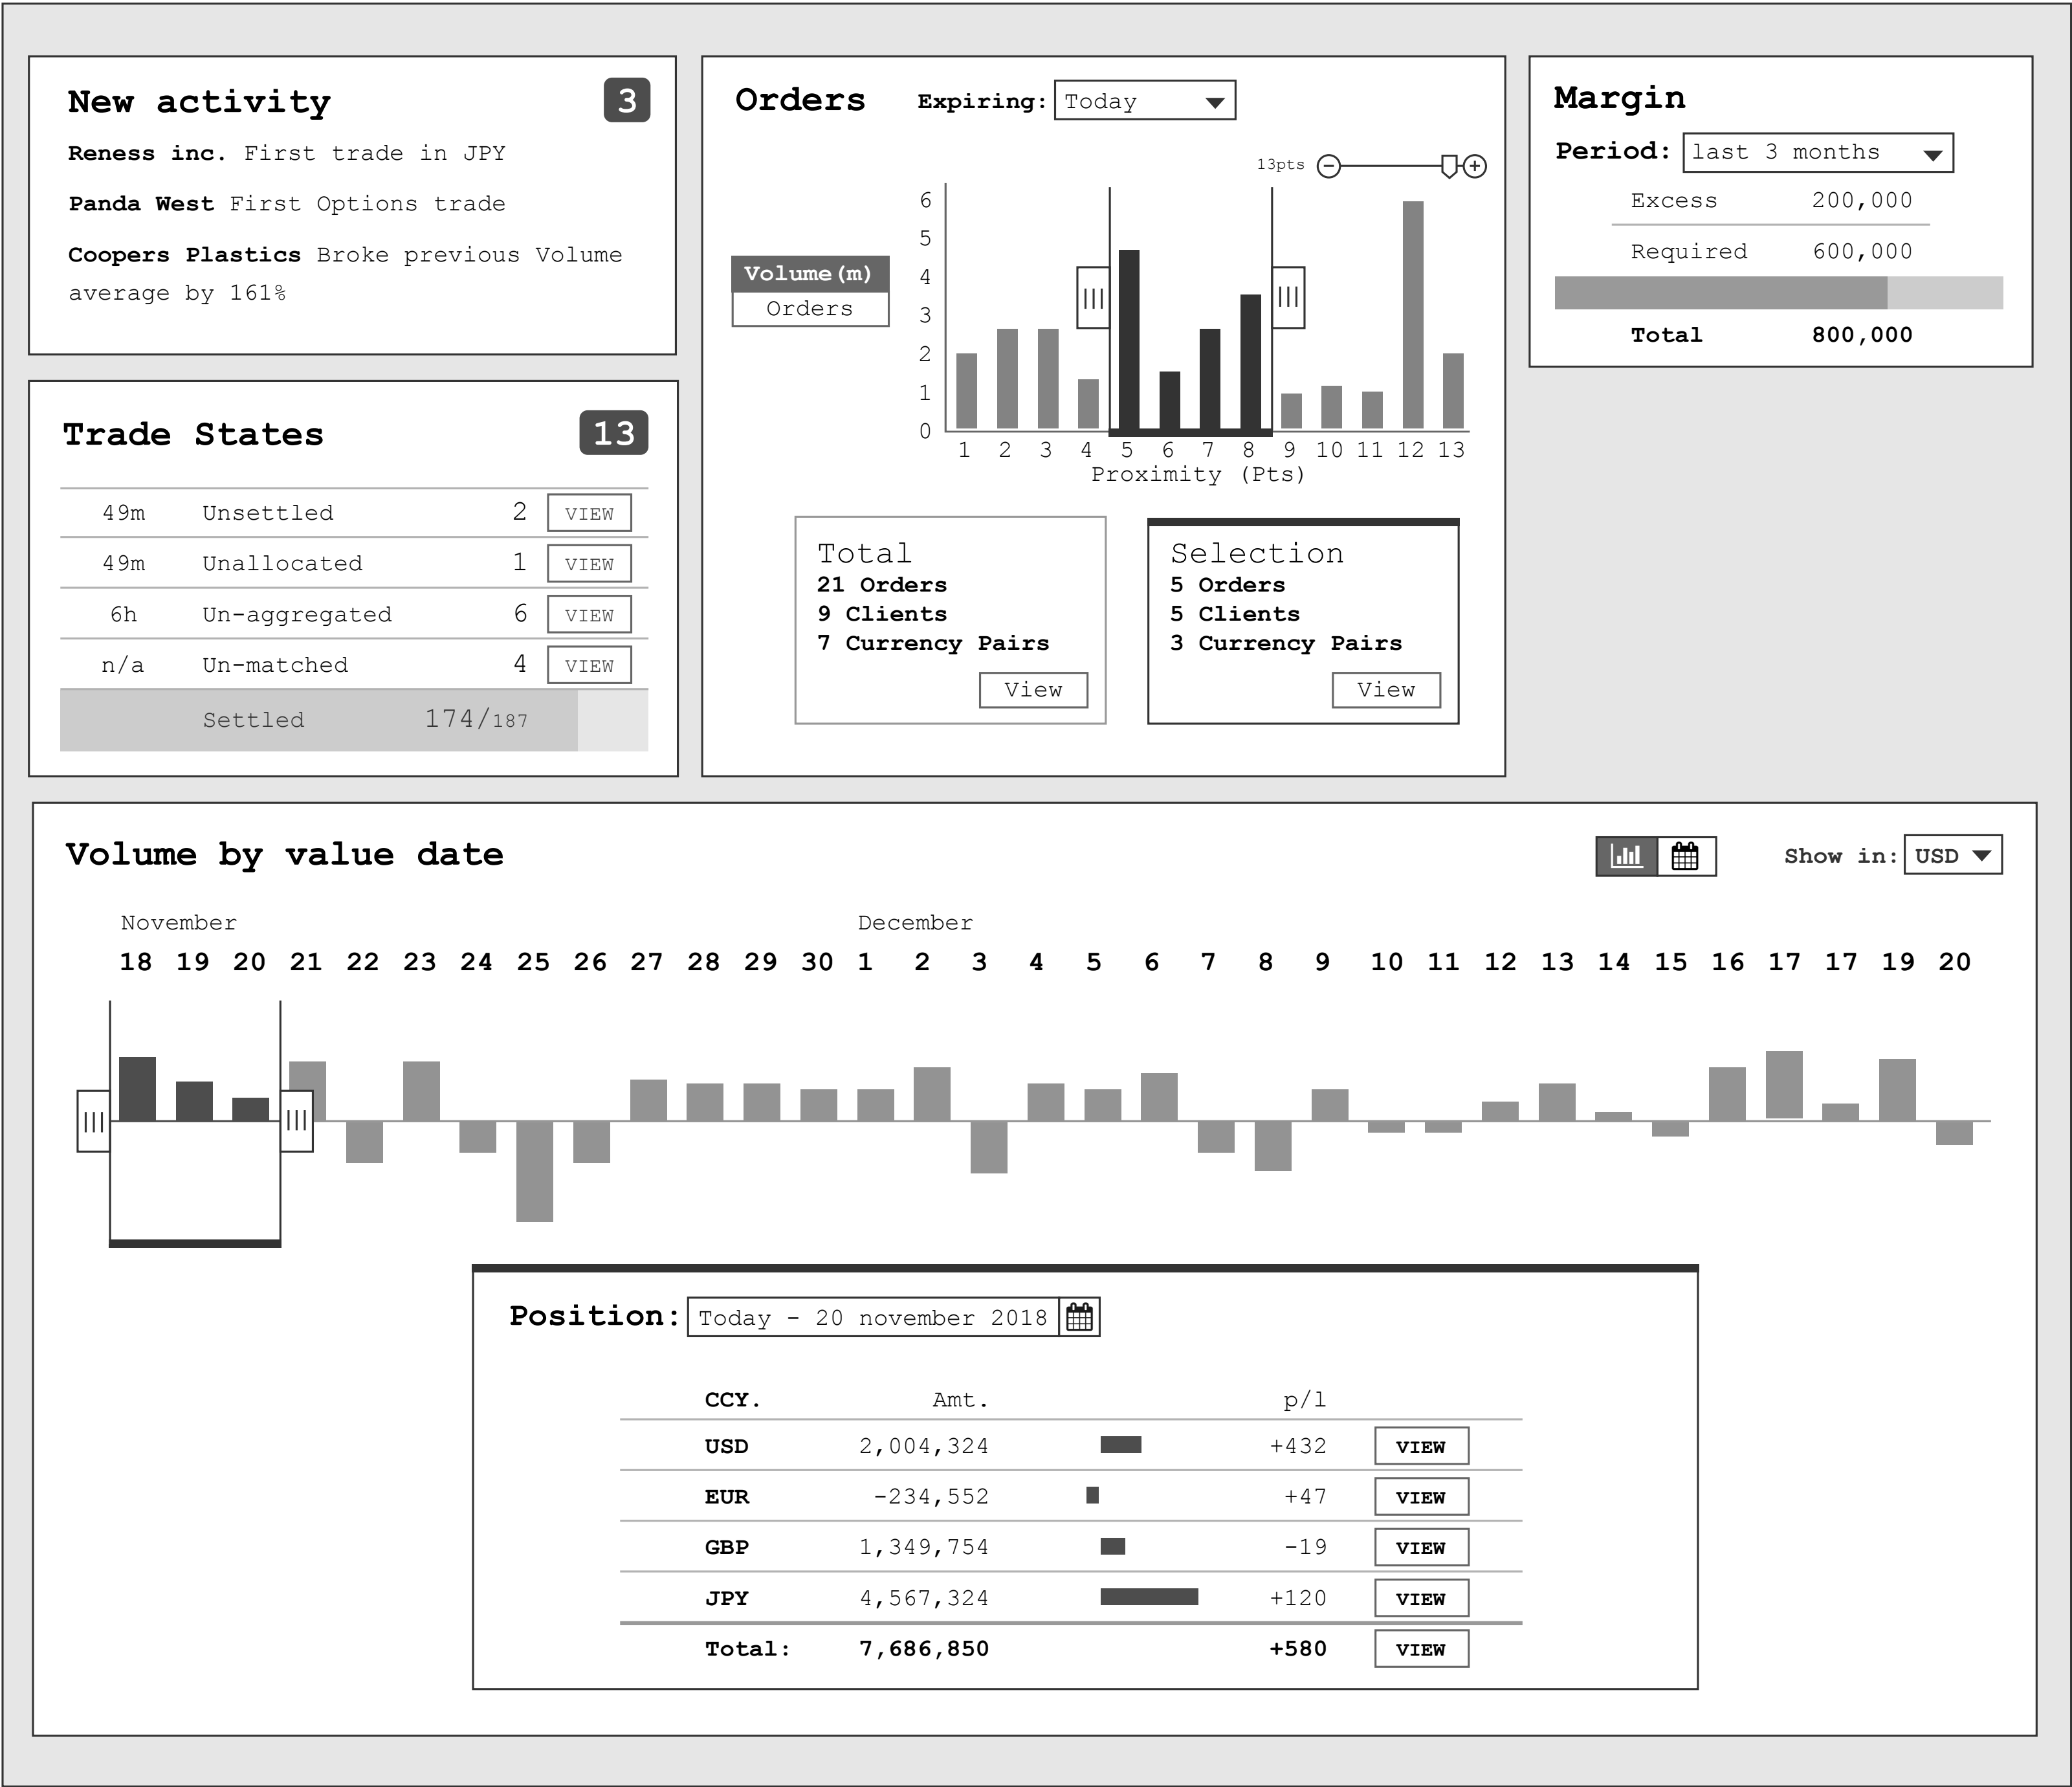 New activity 3
Reness inc. First trade in JPY
Panda West First Options trade
Coopers Plastics Broke previous Volume
average by 161%
Trade States 13
49m Unsettled 2 VIEW
49m Unallocated 1 VIEW
6h Un-aggregated 6 VIEW
n/a Un-matched 4 VIEW
Settled 174/187
Orders Expiring: Today
13pts
Volume(m)
Orders
6
5
4
3
2
1
0
1 2 3 4 5 6 7 8 9 10 11 12 13
Proximity (Pts)
Total
21 Orders
9 Clients
7 Currency Pairs
View
Selection
5 Orders
5 Clients
3 Currency Pairs
View
Margin
Period: last 3 months
Excess 200,000
Required 600,000
Total 800,000
Volume by value date Show in: USD
November December
18 19 20 21 22 23 24 25 26 27 28 29 30 1 2 3 4 5 6 7 8 9 10 11 12 13 14 15 16 17 17 19 20
Position: Today - 20 november 2018
CCY. Amt. p/l
USD 2,004,324 +432 VIEW
EUR -234,552 +47 VIEW
GBP 1,349,754 -19 VIEW
JPY 4,567,324 +120 VIEW
Total: 7,686,850 +580 VIEW